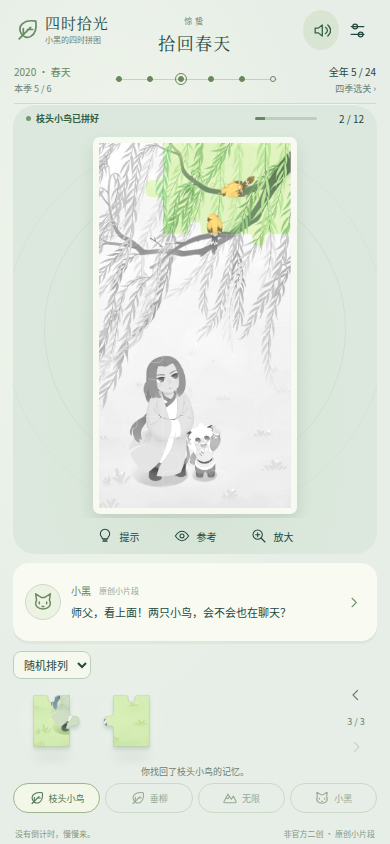 四时拾光
小黑的四时拼图
惊蛰
拾回春天
2020 · 春天
本季 5 / 6
全年 5 / 24
四季选关 ›
枝头小鸟已拼好
2 / 12
提示
参考
放大
小黑 原创小片段
师父，看上面！两只小鸟，会不会也在聊天？
随机排列
3 / 3
你找回了枝头小鸟的记忆。
枝头小鸟
垂柳
无限
小黑
没有倒计时，慢慢来。
非官方二创 · 原创小片段